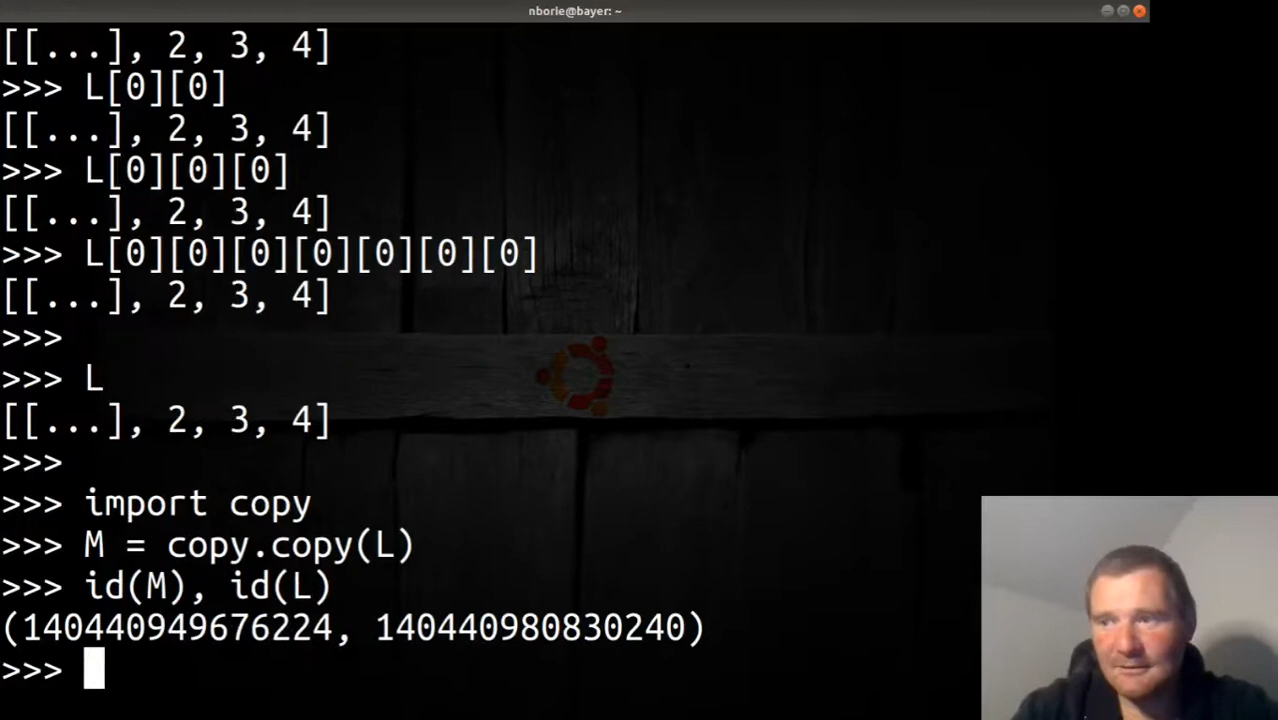 nborie@bayer: ~
[[...], 2, 3, 4]
>>> L[0][0]
[[...], 2, 3, 4]
>>> L[0][0][0]
[[...], 2, 3, 4]
>>> L[0][0][0][0][0][0][0]
[[...], 2, 3, 4]
>>>
>>> L
[[...], 2, 3, 4]
>>>
>>> import copy
>>> M = copy.copy(L)
>>> id(M), id(L)
(140440949676224, 140440980830240)
>>>